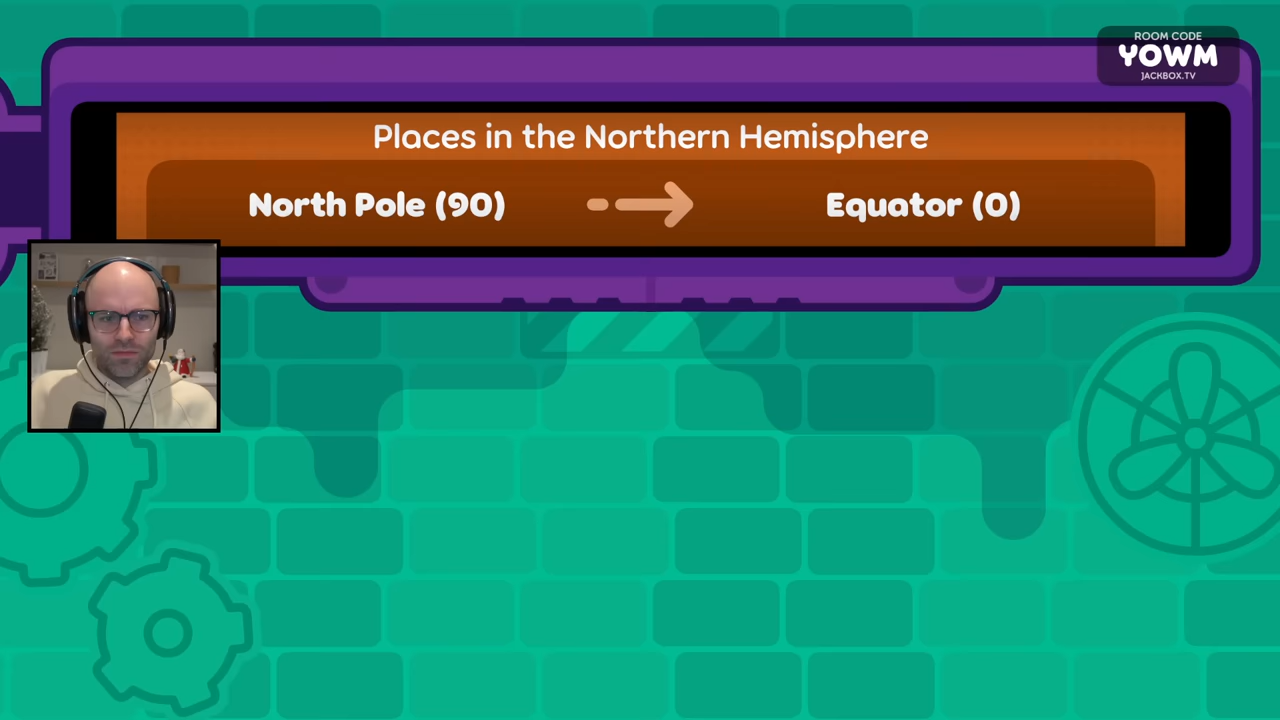 ROOM CODE
YOWM
JACKBOX.TV
Places in the Northern Hemisphere
North Pole (90)
Equator (0)